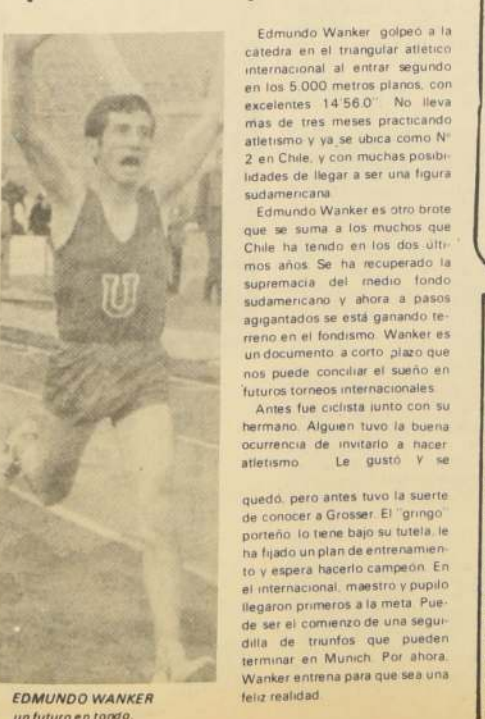 Edmundo Wanker golpeó a la
catedra en el triangular atletico
internacional al entrar segundo
en los 5.000 metros planos, con
excelentes 14'56.0'' No lleva
mas de tres meses practicando
atletismo y ya se ubica como N°
2 en Chile, y con muchas posibi-
lidades de llegar a ser una figura
sudamericana
Edmundo Wanker es otro brote
que se suma a los muchos que
Chile ha tenido en los dos últi-
mos años. Se ha recuperado la
supremacia del medio fondo
sudamericano y ahora a pasos
agigantados se está ganando te-
rreno en el fondismo. Wanker es
un documento a corto plazo que
nos puede conciliar el sueño en
futuros torneos internacionales
Antes fue ciclista junto con su
hermano. Alguien tuvo la buena
ocurrencia de invitarlo a hacer
atletismo. Le gustó y se
quedó, pero antes tuvo la suerte
de conocer a Grosser. El "gringo"
porteño lo tiene bajo su tutela, le
ha fijado un plan de entrenamien-
to y espera hacerlo campeón. En
el internacional, maestro y pupilo
llegaron primeros a la meta. Pue-
de ser el comienzo de una segui-
dilla de triunfos que pueden
terminar en Munich. Por ahora,
Wanker entrena para que sea una
feliz realidad.
U
EDMUNDO WANKER
un futuro en fondo.